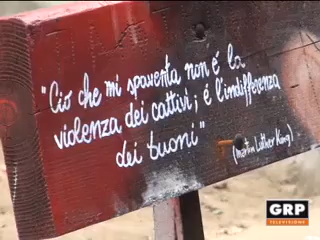 "Ciò che mi spaventa non é la
violenza dei cattivi; é l'indifferenza
dei buoni"
(Martin Luther King)
GRP
TELEVISIONE